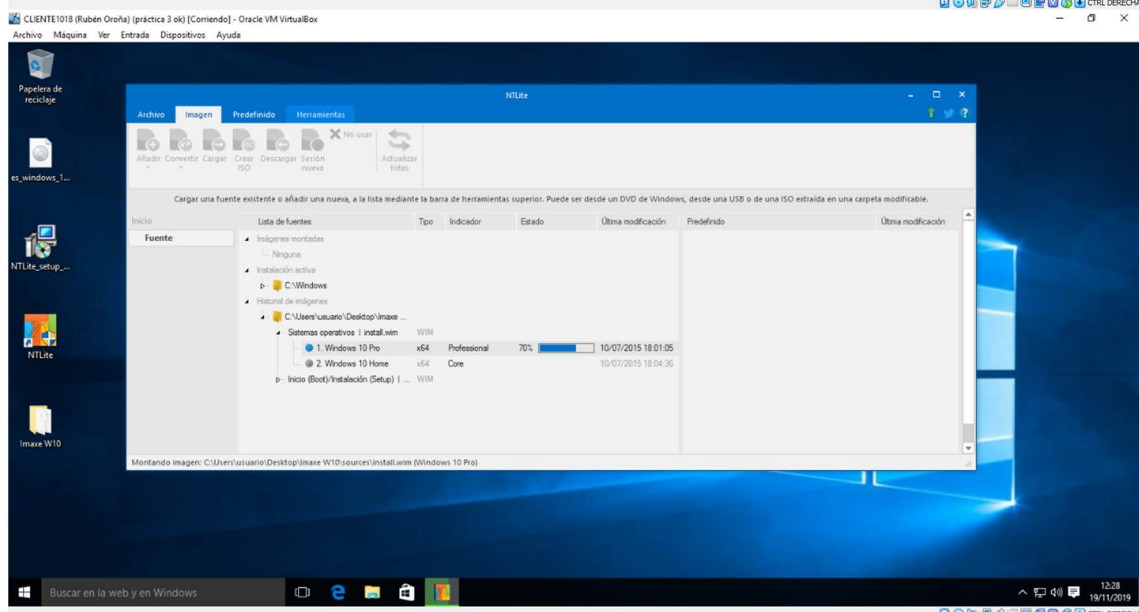 CTRL DERECHA
CLIENTE1018 (Rubén Oroña) (práctica 3 ok) [Corriendo] - Oracle VM VirtualBox
Archivo Máquina Ver Entrada Dispositivos Ayuda
Papelera de
reciclaje
es_windows_1...
NTLite_setup_...
NTLite
Imaxe W10
NTLite
Archivo Imagen Predefinido Herramientas
Añadir Convertir Cargar Crear ISO Descargar Sesión nueva No usar Actualizar listas
Cargar una fuente existente o añadir una nueva, a la lista mediante la barra de herramientas superior. Puede ser desde un DVD de Windows, desde una USB o de una ISO extraída en una carpeta modificable.
Inicio Lista de fuentes Tipo Indicador Estado Última modificación Predefinido Última modificación
Fuente Imágenes montadas
Ninguna
Instalación activa
C:\Windows
Historial de imágenes
C:\Users\usuario\Desktop\Imaxe ...
Sistemas operativos | install.wim WIM
1. Windows 10 Pro x64 Professional 70% 10/07/2015 18:01:05
2. Windows 10 Home x64 Core 10/07/2015 18:04:36
Inicio (Boot)/Instalación (Setup) | ... WIM
Montando imagen: C:\Users\usuario\Desktop\Imaxe W10\sources\install.wim (Windows 10 Pro)
Buscar en la web y en Windows
12:28
19/11/2019